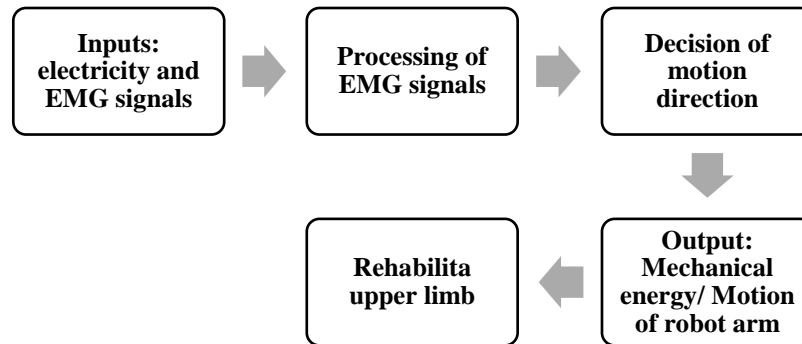 Inputs:
electricity and
EMG signals
Processing of
EMG signals
Decision of
motion
direction
Output:
Mechanical
energy/ Motion
of robot arm
Rehabilita
upper limb